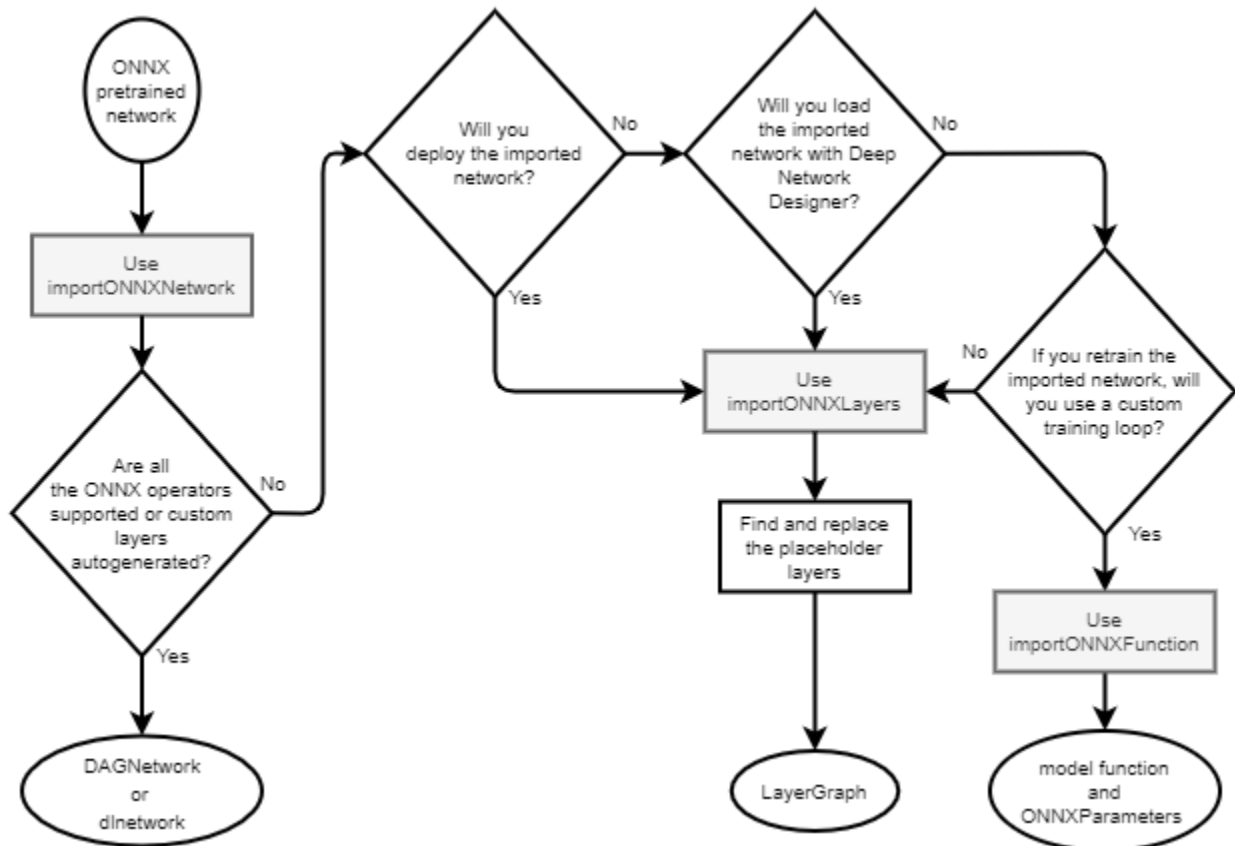 ONNX
pretrained
network
Use
importONNXNetwork
Are all
the ONNX operators
supported or custom
layers
autogenerated?
No
Yes
DAGNetwork
or
dlnetwork
Will you
deploy the imported
network?
No
Yes
Will you load
the imported
network with Deep
Network
Designer?
No
Yes
Use
importONNXLayers
Find and replace
the placeholder
layers
LayerGraph
If you retrain the
imported network, will
you use a custom
training loop?
No
Yes
Use
importONNXFunction
model function
and
ONNXParameters